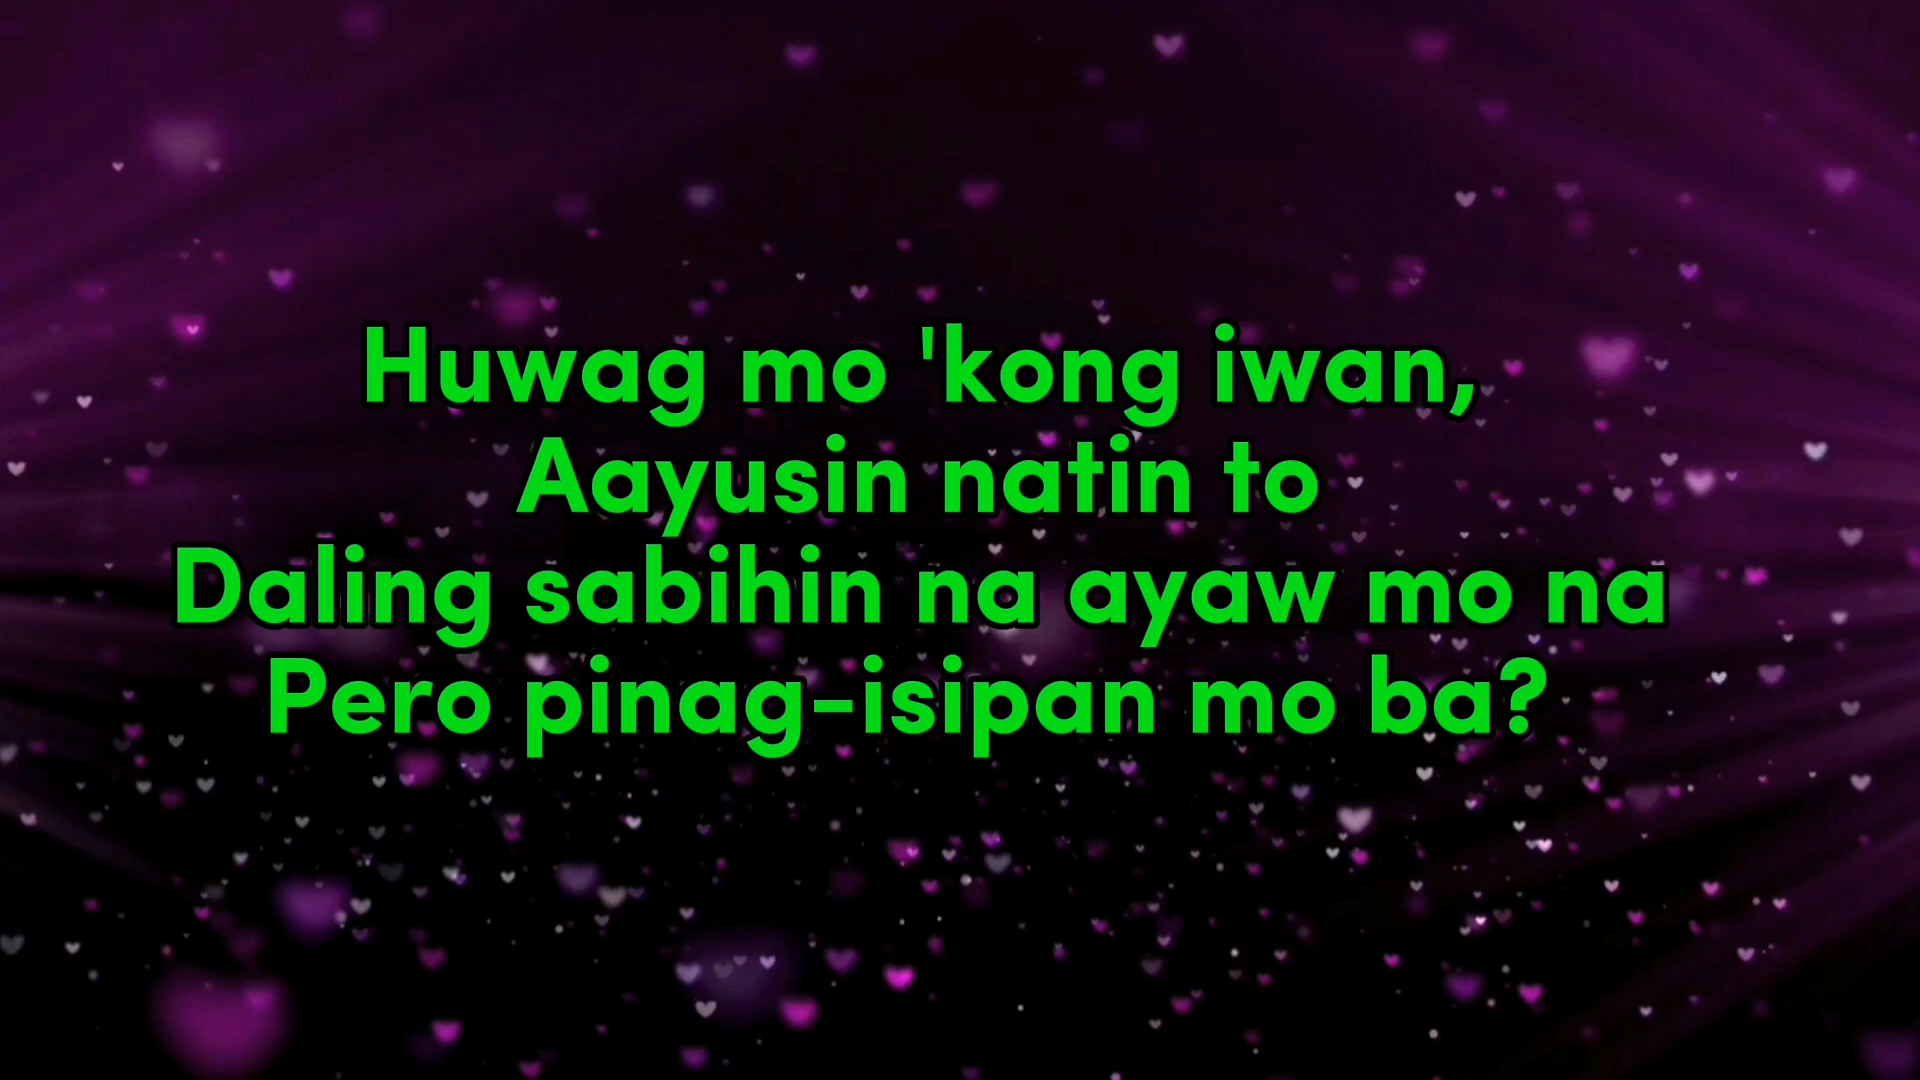 Huwag mo 'kong iwan,
Aayusin natin to
Daling sabihin na ayaw mo na
Pero pinag-isipan mo ba?